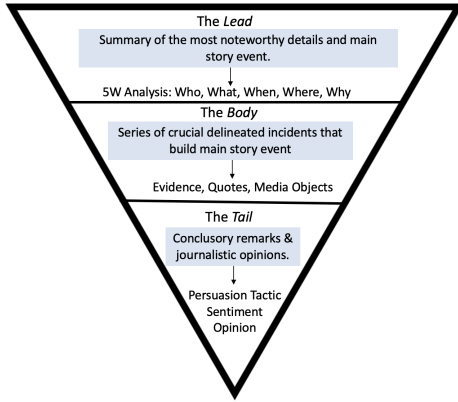 The Lead
Summary of the most noteworthy details and main
story event.
5W Analysis: Who, What, When, Where, Why
The Body
Series of crucial delineated incidents that
build main story event
Evidence, Quotes, Media Objects
The Tail
Conclusory remarks &
journalistic opinions.
Persuasion Tactic
Sentiment
Opinion